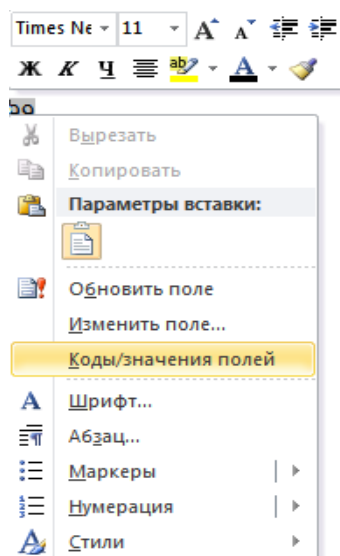 Times Ne 11 A A
Ж К Ч ab A
Вырезать
Копировать
Параметры вставки:
Обновить поле
Изменить поле...
Коды/значения полей
А Шрифт...
Абзац...
Маркеры
Нумерация
Стили